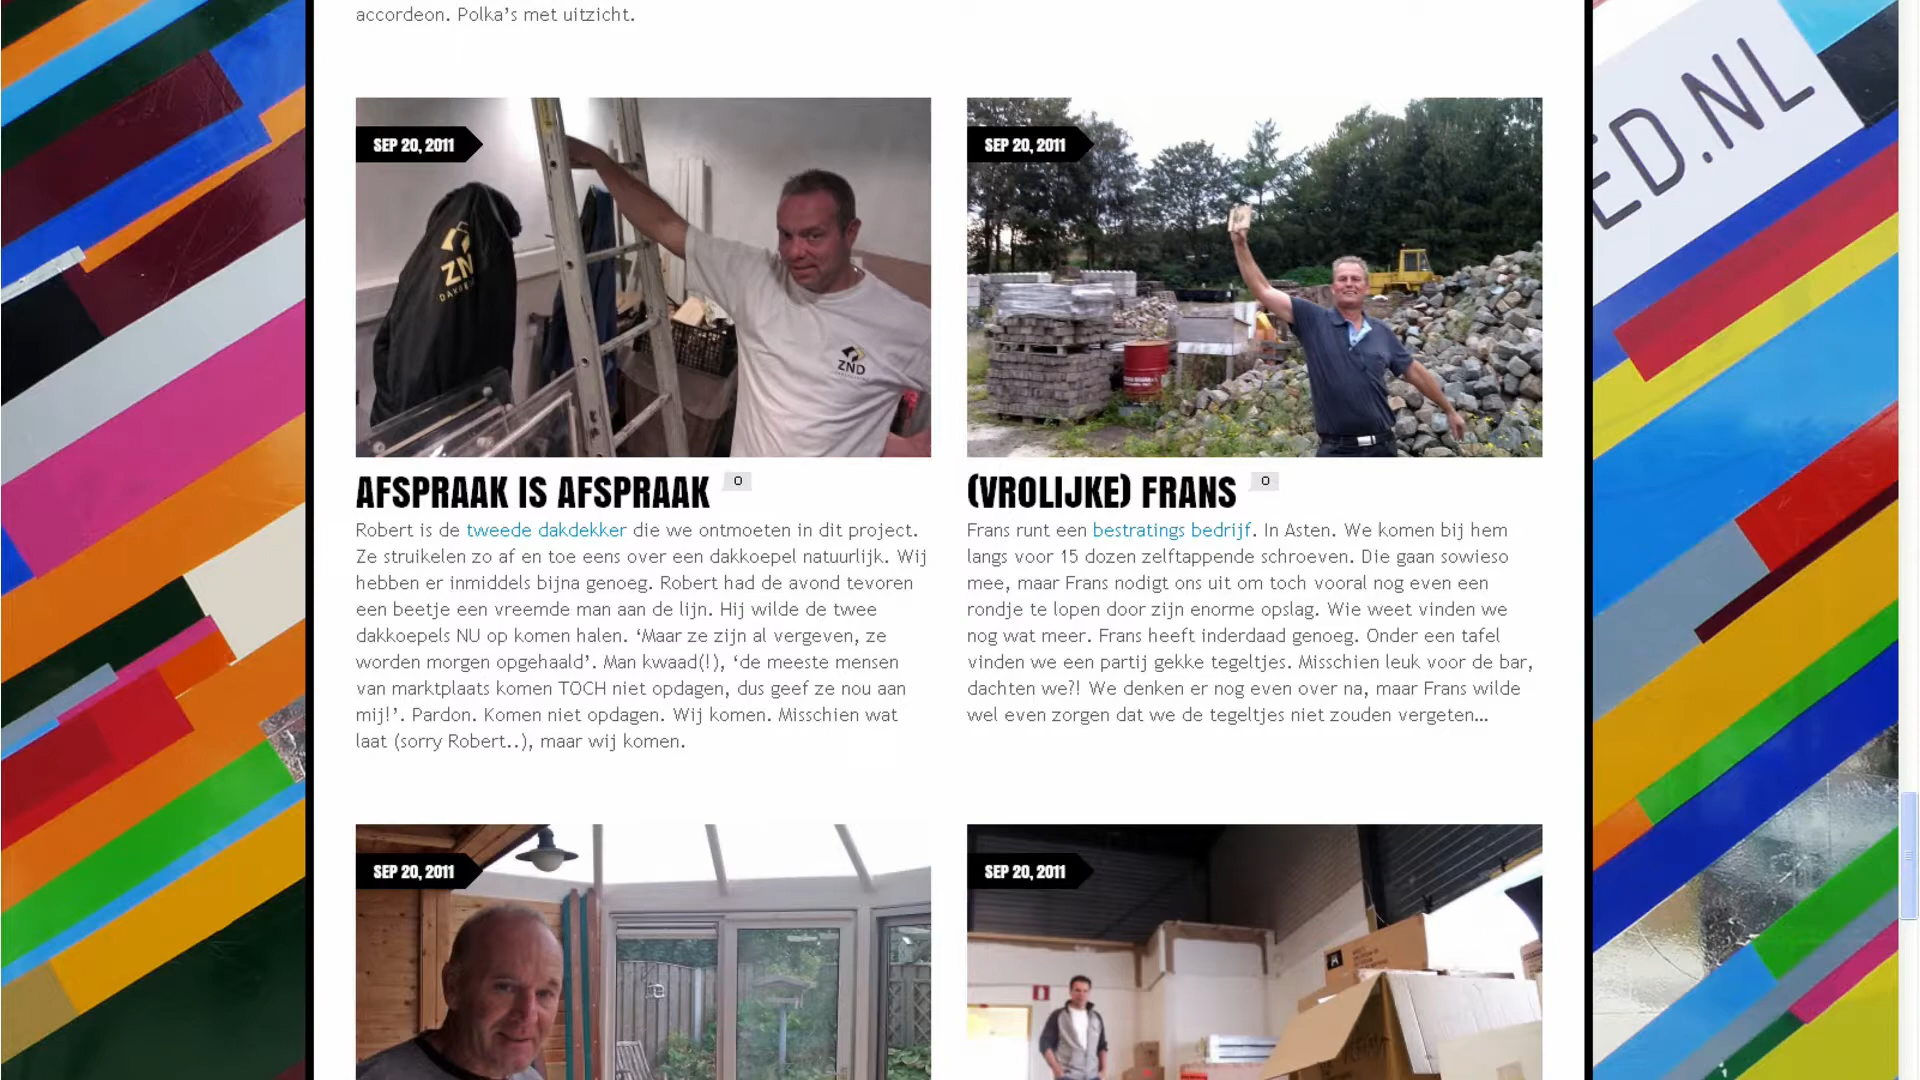 accordeon. Polka’s met uitzicht.
ED.NL
SEP 20, 2011
ZND
ZND
AFSPRAAK IS AFSPRAAK 0
Robert is de tweede dakdekker die we ontmoeten in dit project.
Ze struikelen zo af en toe eens over een dakkoepel natuurlijk. Wij
hebben er inmiddels bijna genoeg. Robert had de avond tevoren
een beetje een vreemde man aan de lijn. Hij wilde de twee
dakkoepels NU op komen halen. ‘Maar ze zijn al vergeven, ze
worden morgen opgehaald’. Man kwaad(!), ‘de meeste mensen
van marktplaats komen TOCH niet opdagen, dus geef ze nou aan
mij!’. Pardon. Komen niet opdagen. Wij komen. Misschien wat
laat (sorry Robert..), maar wij komen.
SEP 20, 2011
(VROLIJKE) FRANS 0
Frans runt een bestratings bedrijf. In Asten. We komen bij hem
langs voor 15 dozen zelftappende schroeven. Die gaan sowieso
mee, maar Frans nodigt ons uit om toch vooral nog even een
rondje te lopen door zijn enorme opslag. Wie weet vinden we
nog wat meer. Frans heeft inderdaad genoeg. Onder een tafel
vinden we een partij gekke tegeltjes. Misschien leuk voor de bar,
dachten we?! We denken er nog even over na, maar Frans wilde
wel even zorgen dat we de tegeltjes niet zouden vergeten...
SEP 20, 2011
SEP 20, 2011